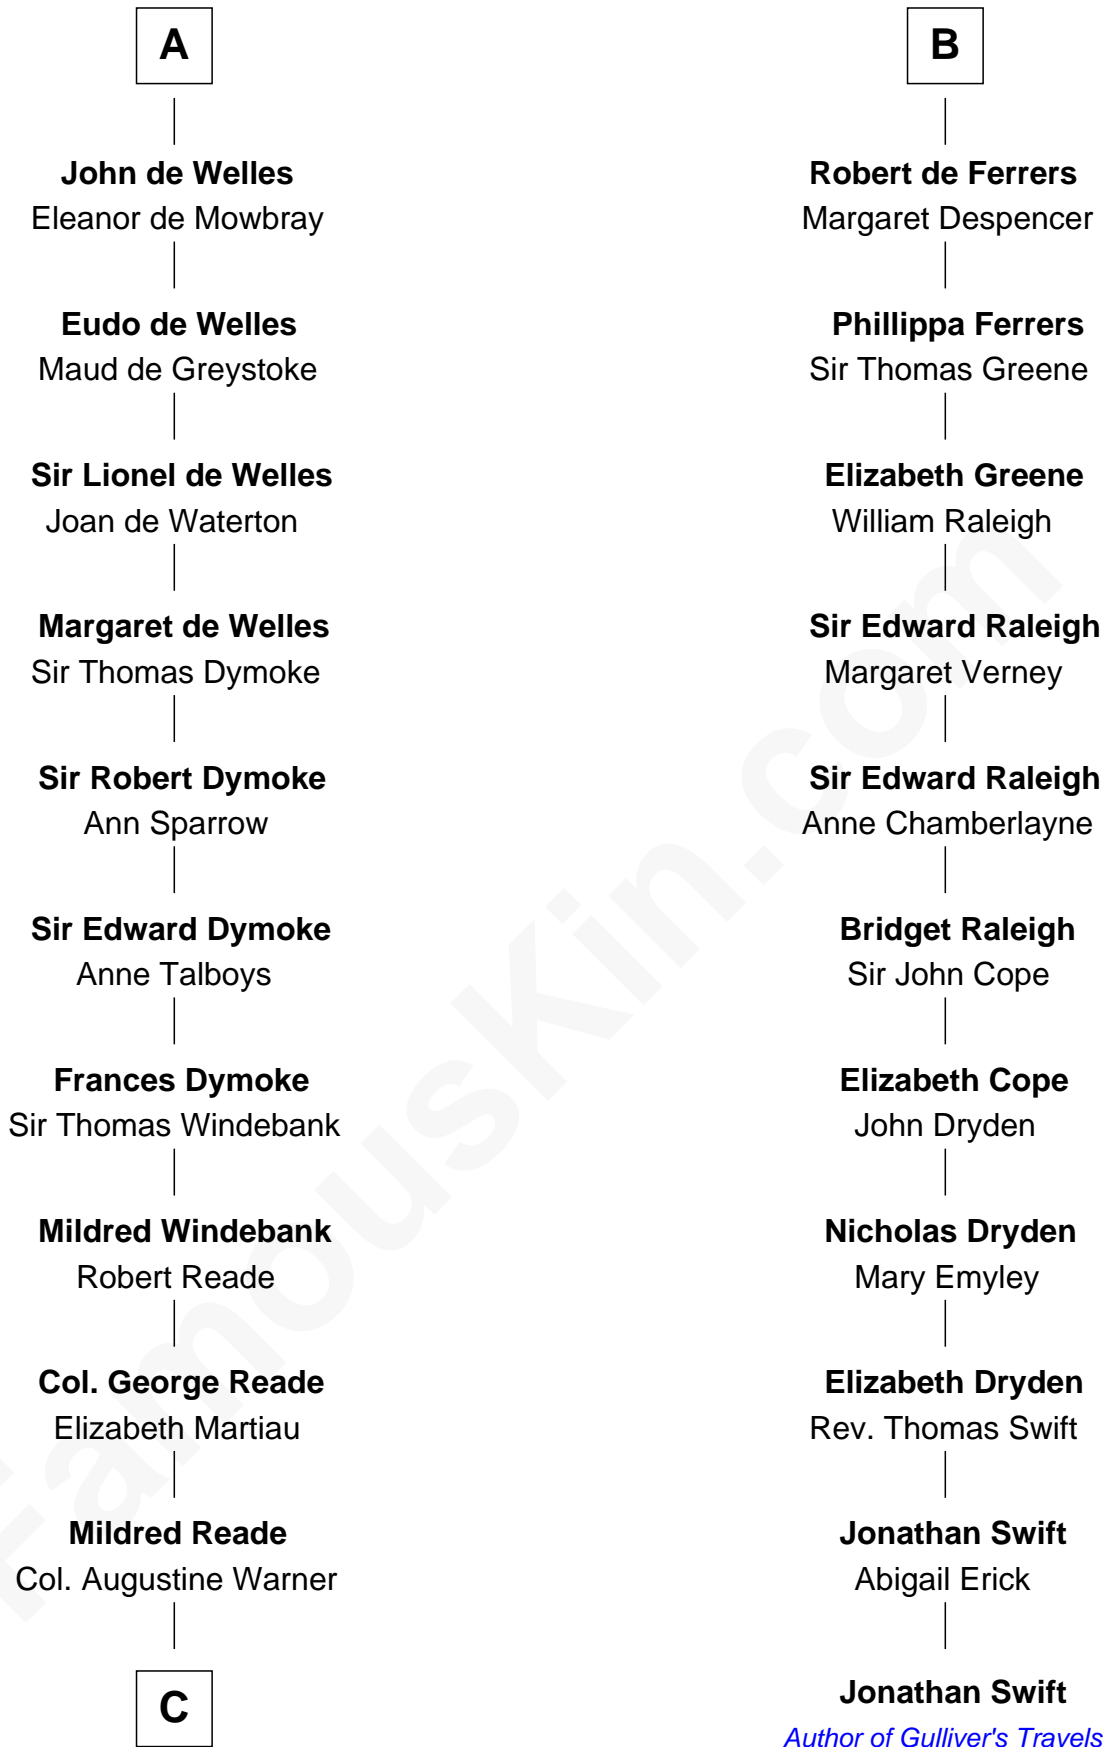 A
John de Welles
Eleanor de Mowbray
Eudo de Welles
Maud de Greystoke
Sir Lionel de Welles
Joan de Waterton
Margaret de Welles
Sir Thomas Dymoke
Sir Robert Dymoke
Ann Sparrow
Sir Edward Dymoke
Anne Talboys
Frances Dymoke
Sir Thomas Windebank
Mildred Windebank
Robert Reade
Col. George Reade
Elizabeth Martiau
Mildred Reade
Col. Augustine Warner
C
B
Robert de Ferrers
Margaret Despencer
Phillippa Ferrers
Sir Thomas Greene
Elizabeth Greene
William Raleigh
Sir Edward Raleigh
Margaret Verney
Sir Edward Raleigh
Anne Chamberlayne
Bridget Raleigh
Sir John Cope
Elizabeth Cope
John Dryden
Nicholas Dryden
Mary Emyley
Elizabeth Dryden
Rev. Thomas Swift
Jonathan Swift
Abigail Erick
Jonathan Swift
Author of Gulliver's Travels
FamousKin.com